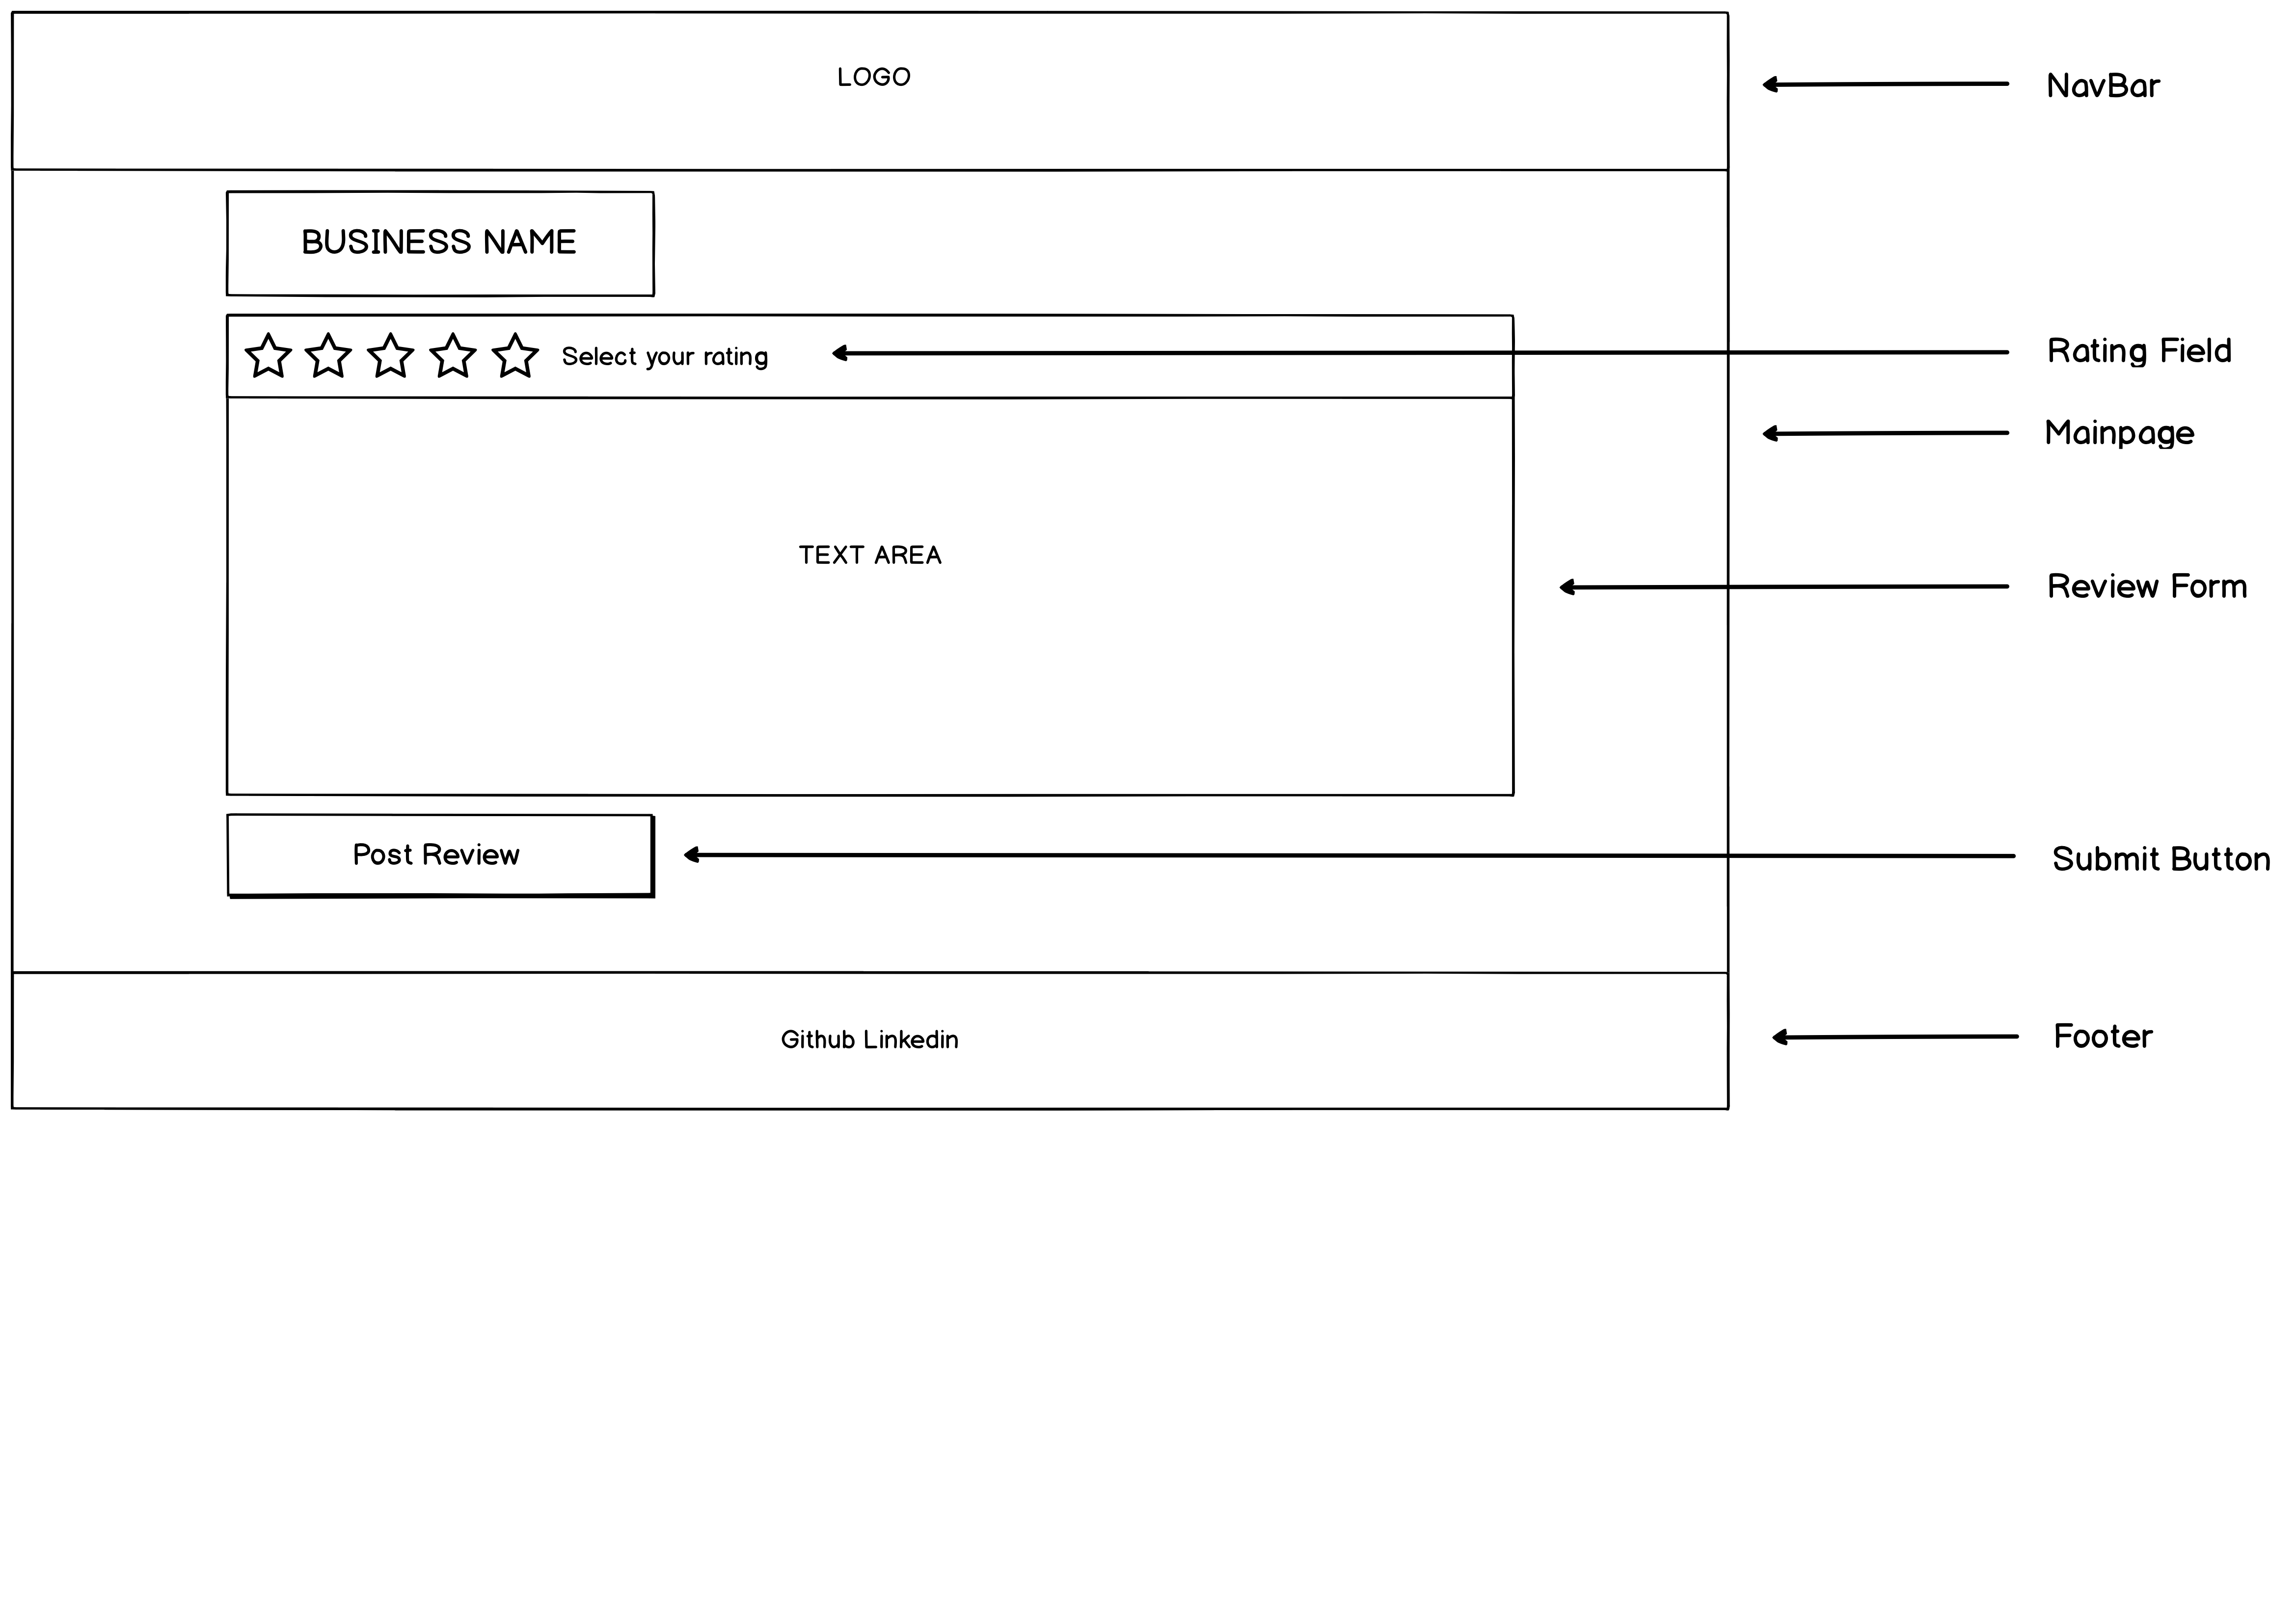 LOGO
NavBar
BUSINESS NAME
Select your rating
Rating Field
Mainpage
TEXT AREA
Review Form
Post Review
Submit Button
Github Linkedin
Footer